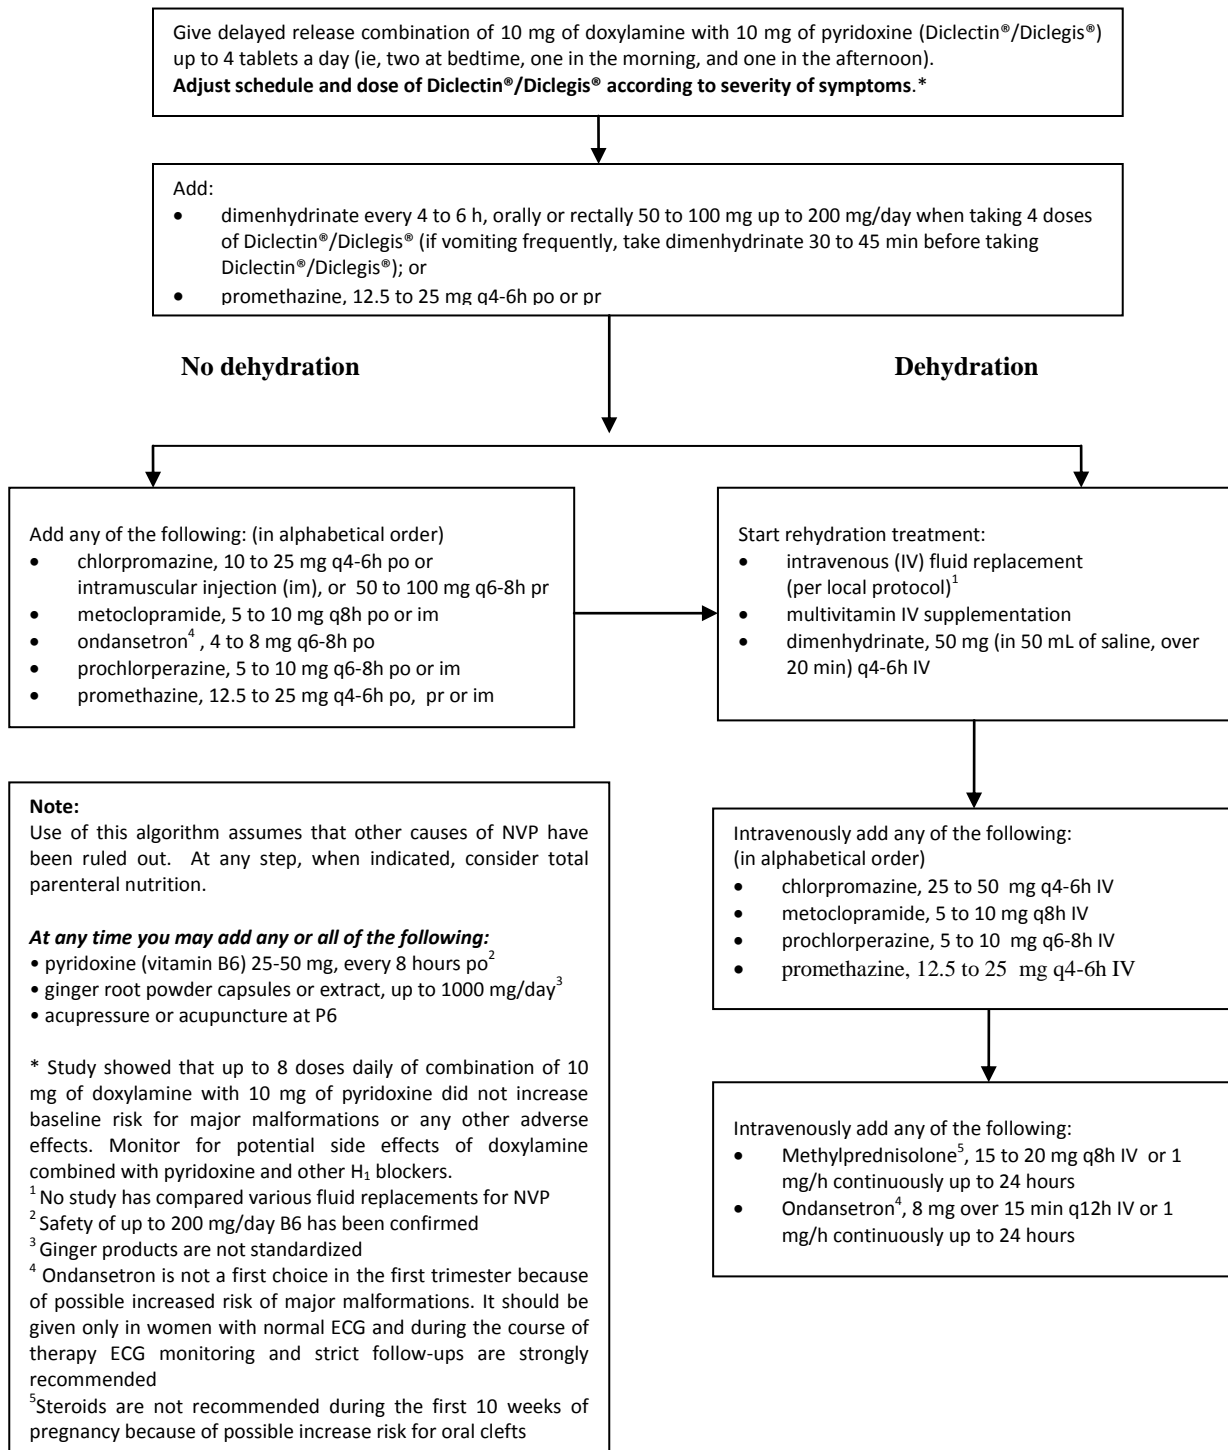 Give delayed release combination of 10 mg of doxylamine with 10 mg of pyridoxine (Diclectin®/Diclegis®)
up to 4 tablets a day (ie, two at bedtime, one in the morning, and one in the afternoon).
Adjust schedule and dose of Diclectin®/Diclegis® according to severity of symptoms.*
Add:
• dimenhydrinate every 4 to 6 h, orally or rectally 50 to 100 mg up to 200 mg/day when taking 4 doses
of Diclectin®/Diclegis® (if vomiting frequently, take dimenhydrinate 30 to 45 min before taking
Diclectin®/Diclegis®); or
• promethazine, 12.5 to 25 mg q4-6h po or pr
No dehydration
Dehydration
Add any of the following: (in alphabetical order)
• chlorpromazine, 10 to 25 mg q4-6h po or
intramuscular injection (im), or 50 to 100 mg q6-8h pr
• metoclopramide, 5 to 10 mg q8h po or im
• ondansetron⁴ , 4 to 8 mg q6-8h po
• prochlorperazine, 5 to 10 mg q6-8h po or im
• promethazine, 12.5 to 25 mg q4-6h po, pr or im
Start rehydration treatment:
• intravenous (IV) fluid replacement
(per local protocol)¹
• multivitamin IV supplementation
• dimenhydrinate, 50 mg (in 50 mL of saline, over
20 min) q4-6h IV
Note:
Use of this algorithm assumes that other causes of NVP have
been ruled out. At any step, when indicated, consider total
parenteral nutrition.
At any time you may add any or all of the following:
• pyridoxine (vitamin B6) 25-50 mg, every 8 hours po²
• ginger root powder capsules or extract, up to 1000 mg/day³
• acupressure or acupuncture at P6
* Study showed that up to 8 doses daily of combination of 10
mg of doxylamine with 10 mg of pyridoxine did not increase
baseline risk for major malformations or any other adverse
effects. Monitor for potential side effects of doxylamine
combined with pyridoxine and other H₁ blockers.
¹ No study has compared various fluid replacements for NVP
² Safety of up to 200 mg/day B6 has been confirmed
³ Ginger products are not standardized
⁴ Ondansetron is not a first choice in the first trimester because
of possible increased risk of major malformations. It should be
given only in women with normal ECG and during the course of
therapy ECG monitoring and strict follow-ups are strongly
recommended
⁵Steroids are not recommended during the first 10 weeks of
pregnancy because of possible increase risk for oral clefts
Intravenously add any of the following:
(in alphabetical order)
• chlorpromazine, 25 to 50 mg q4-6h IV
• metoclopramide, 5 to 10 mg q8h IV
• prochlorperazine, 5 to 10 mg q6-8h IV
• promethazine, 12.5 to 25 mg q4-6h IV
Intravenously add any of the following:
• Methylprednisolone⁵, 15 to 20 mg q8h IV or 1
mg/h continuously up to 24 hours
• Ondansetron⁴, 8 mg over 15 min q12h IV or 1
mg/h continuously up to 24 hours